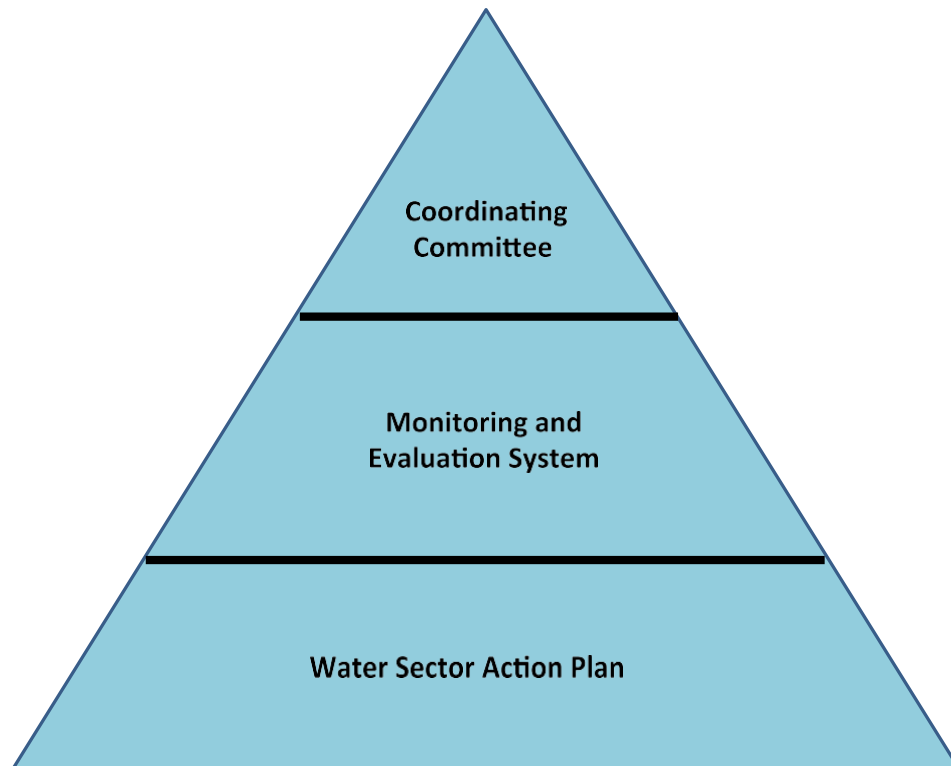 Coordinating
Committee
Monitoring and
Evaluation System
Water Sector Action Plan